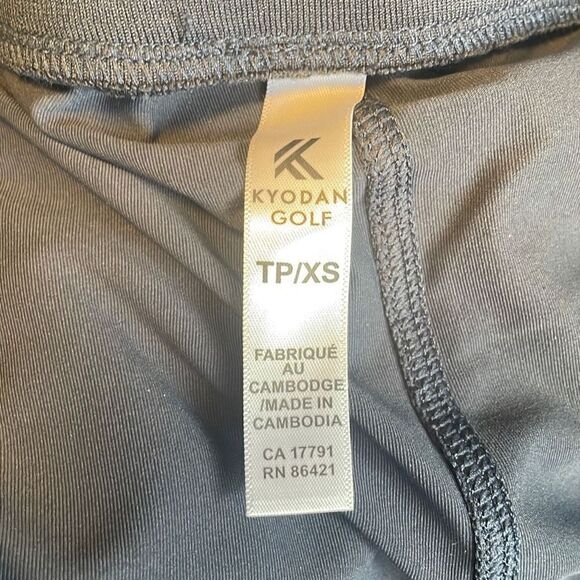 KYODAN
GOLF
TP/XS
FABRIQUÉ
AU
CAMBODGE
/MADE IN
CAMBODIA
CA 17791
RN 86421